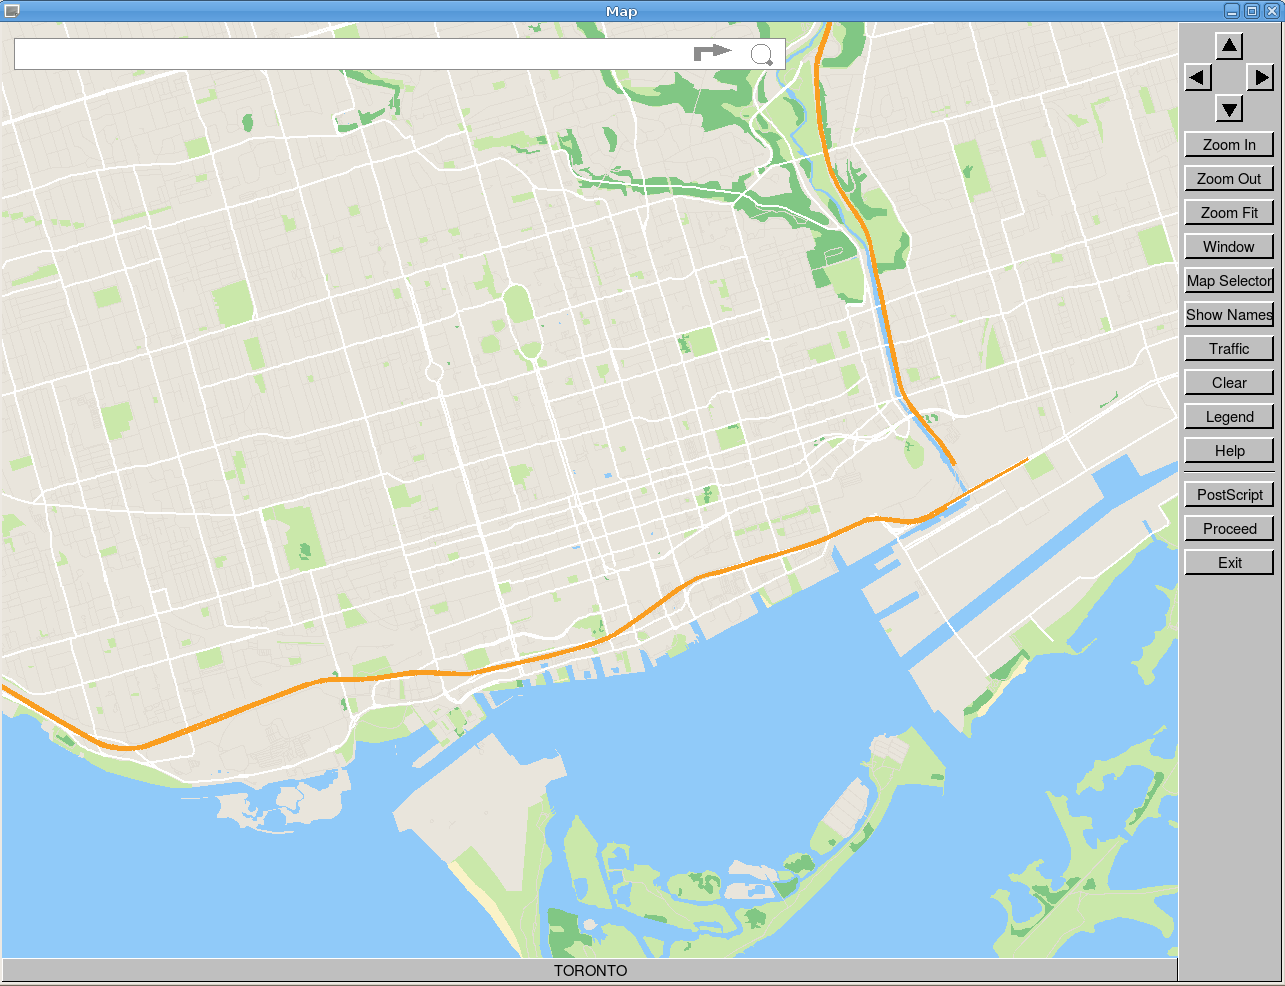 Map
Zoom In
Zoom Out
Zoom Fit
Window
Map Selector
Show Names
Traffic
Clear
Legend
Help
PostScript
Proceed
Exit
TORONTO